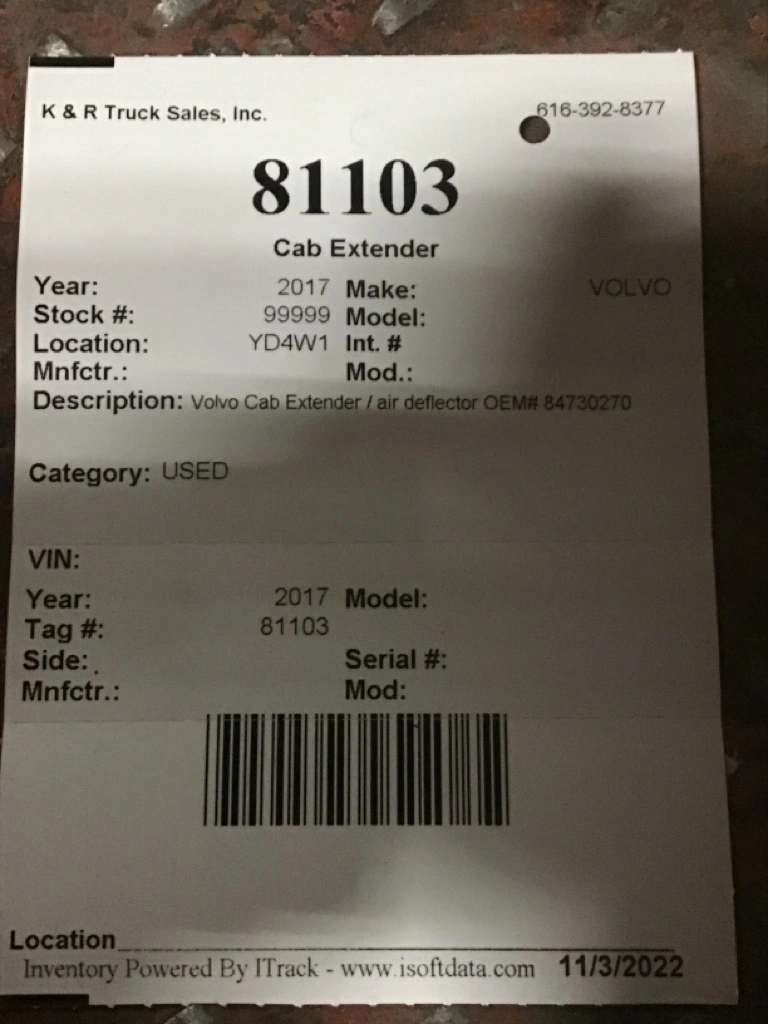 K & R Truck Sales, Inc. 616-392-8377
81103
Cab Extender
Year: 2017 Make: VOLVO
Stock #: 99999 Model:
Location: YD4W1 Int. #
Mnfctr.: Mod.:
Description: Volvo Cab Extender / air deflector OEM# 84730270
Category: USED
VIN:
Year: 2017 Model:
Tag #: 81103
Side: Serial #:
Mnfctr.: Mod:
Location
Inventory Powered By ITrack - www.isoftdata.com 11/3/2022